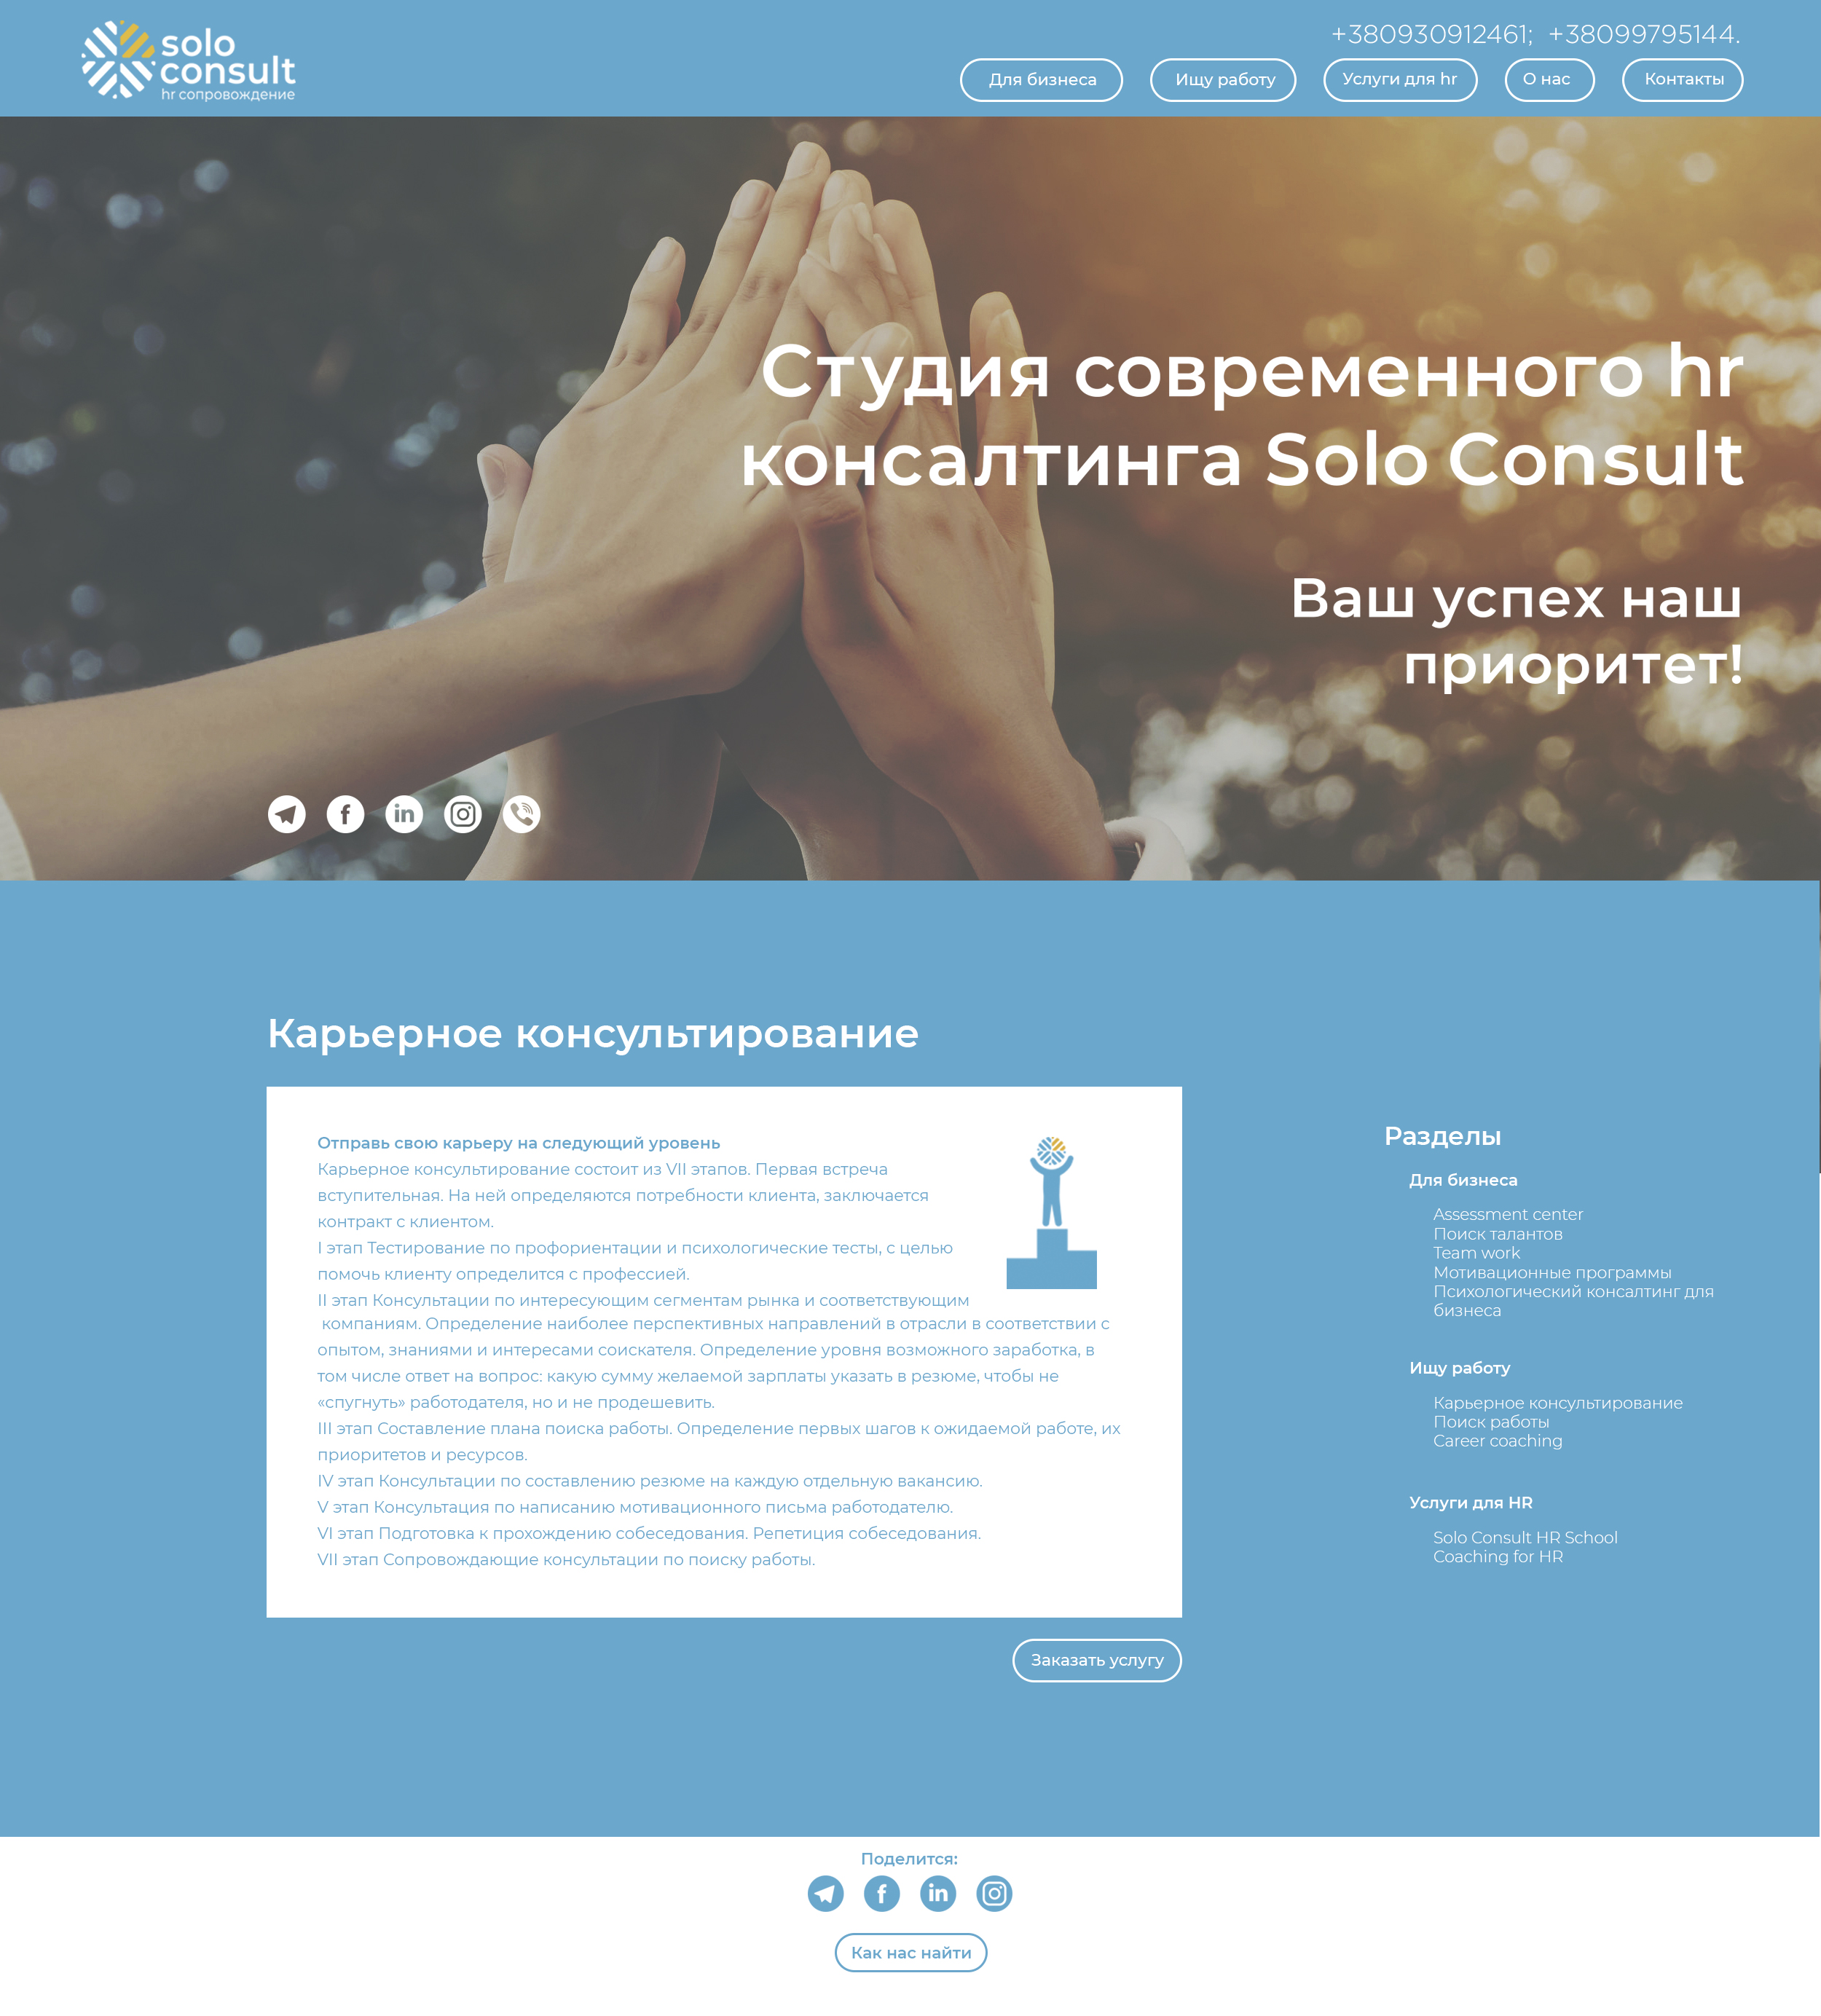 solo
consult
hr сопровождение
+380930912461; +38099795144.
Для бизнеса
Ищу работу
Услуги для hr
О нас
Контакты
Студия современного hr
консалтинга Solo Consult
Ваш успех наш
приоритет!
Карьерное консультирование
Отправь свою карьеру на следующий уровень
Карьерное консультирование состоит из VII этапов. Первая встреча
вступительная. На ней определяются потребности клиента, заключается
контракт с клиентом.
I этап Тестирование по профориентации и психологические тесты, с целью
помочь клиенту определится с профессией.
II этап Консультации по интересующим сегментам рынка и соответствующим
компаниям. Определение наиболее перспективных направлений в отрасли в соответствии с
опытом, знаниями и интересами соискателя. Определение уровня возможного заработка, в
том числе ответ на вопрос: какую сумму желаемой зарплаты указать в резюме, чтобы не
«спугнуть» работодателя, но и не продешевить.
III этап Составление плана поиска работы. Определение первых шагов к ожидаемой работе, их
приоритетов и ресурсов.
IV этап Консультации по составлению резюме на каждую отдельную вакансию.
V этап Консультация по написанию мотивационного письма работодателю.
VI этап Подготовка к прохождению собеседования. Репетиция собеседования.
VII этап Сопровождающие консультации по поиску работы.
Заказать услугу
Разделы
Для бизнеса
Assessment center
Поиск талантов
Team work
Мотивационные программы
Психологический консалтинг для
бизнеса
Ищу работу
Карьерное консультирование
Поиск работы
Career coaching
Услуги для HR
Solo Consult HR School
Coaching for HR
Поделится:
Как нас найти